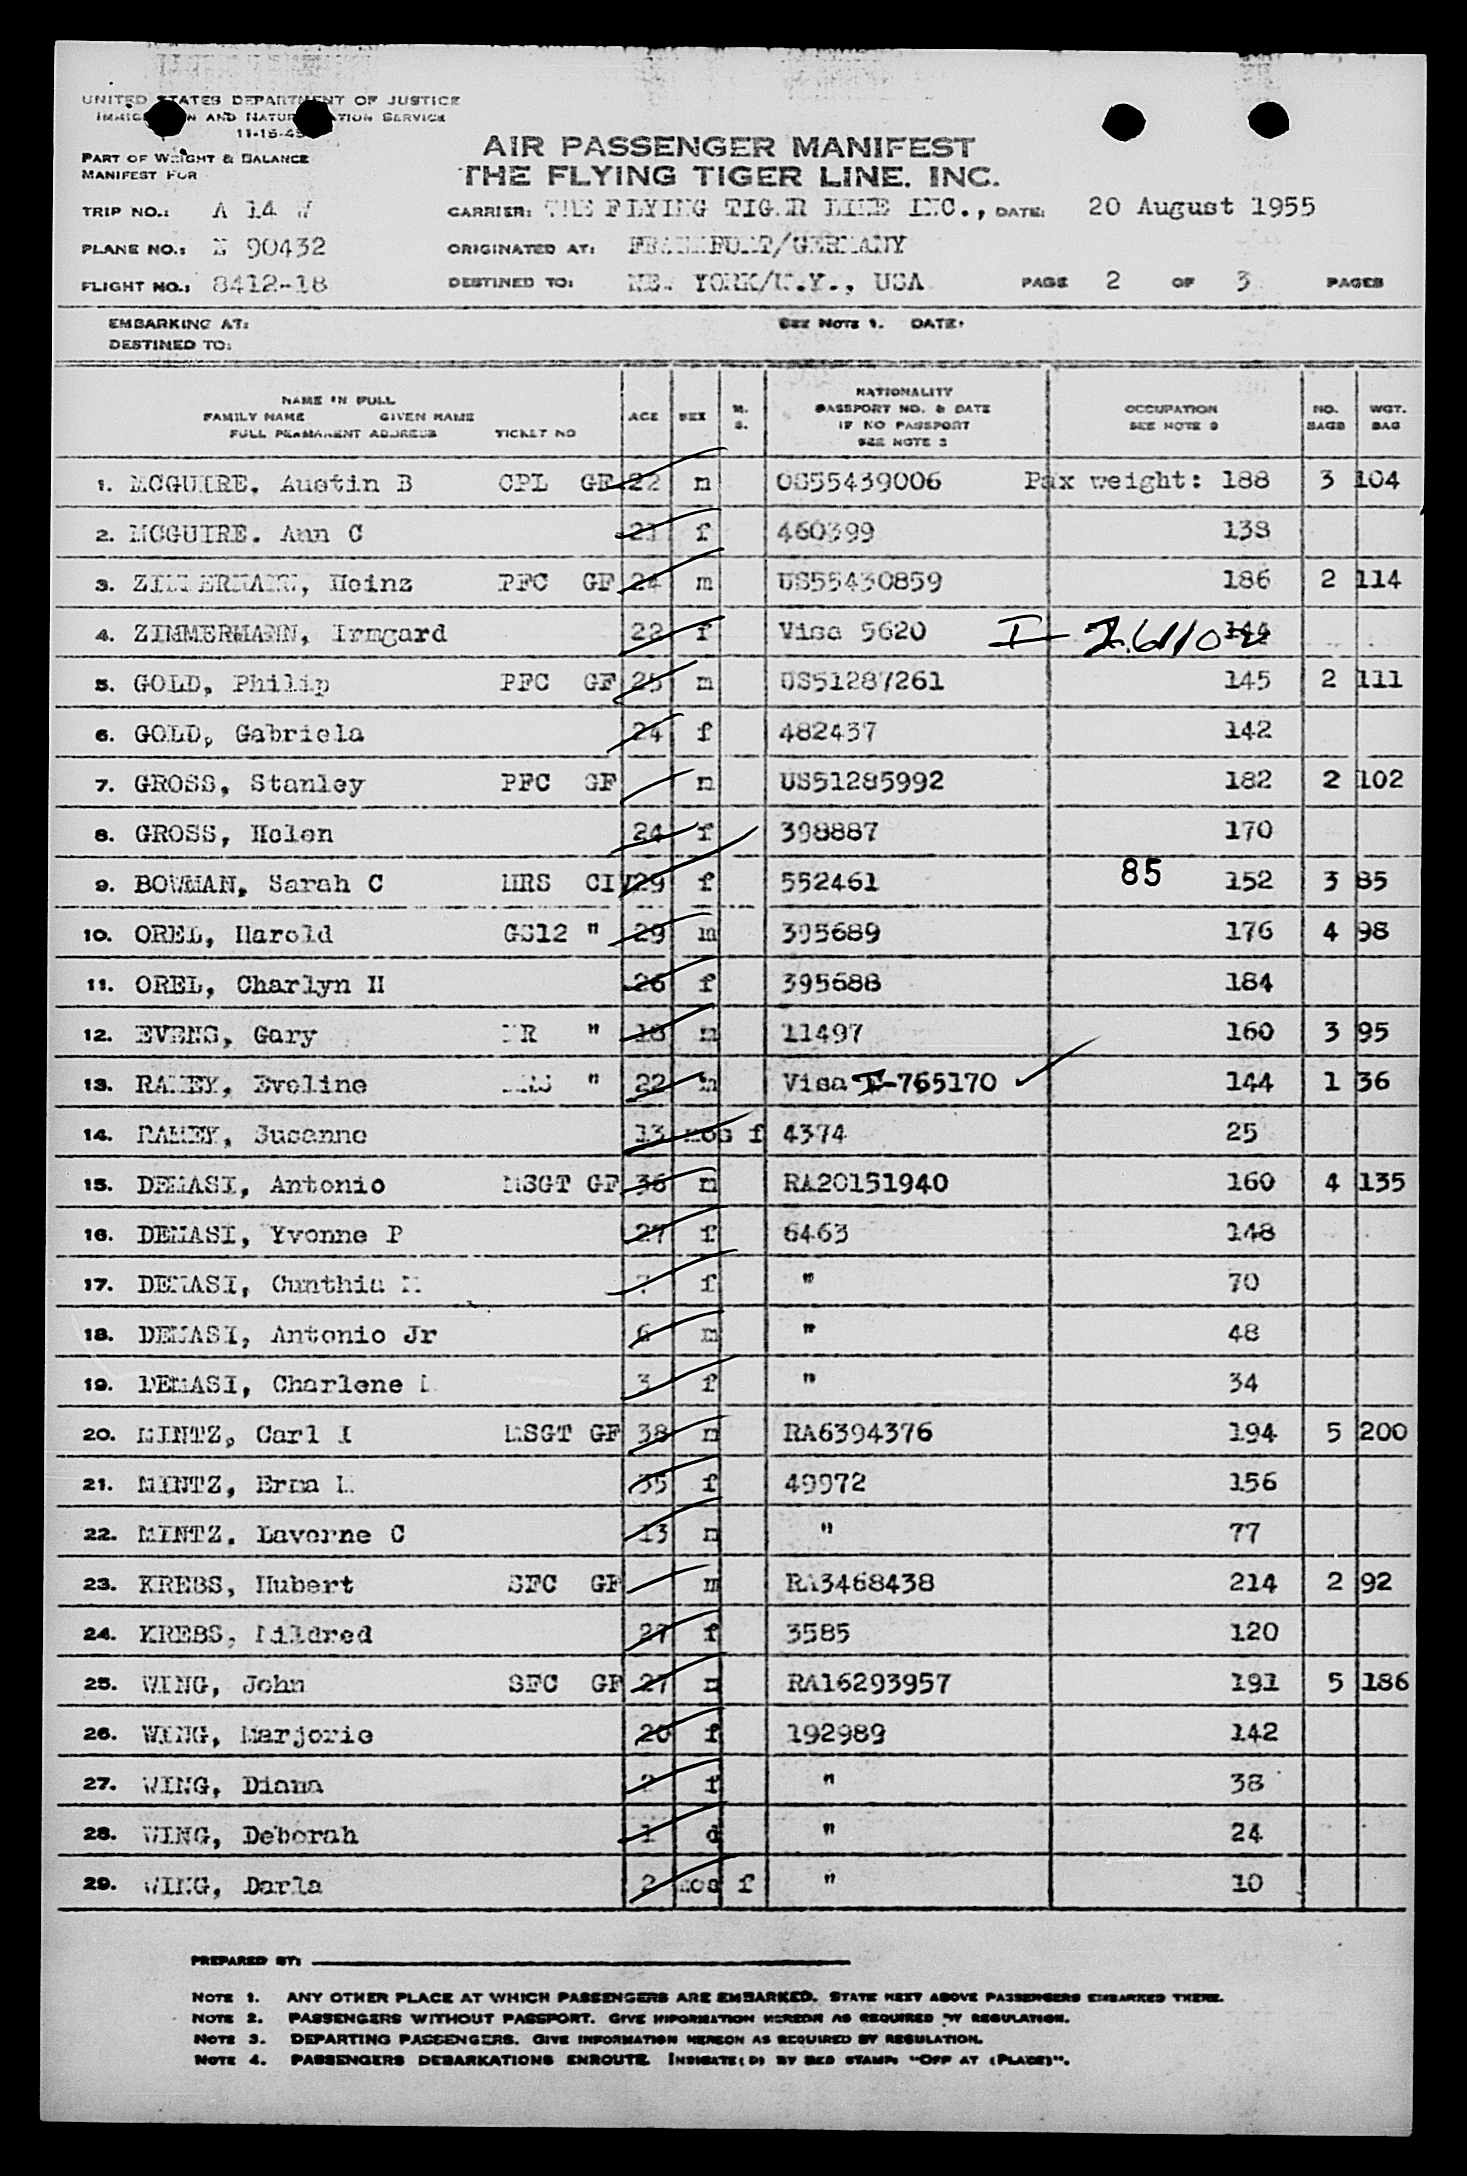 UNITED STATES DEPARTMENT OF JUSTICE
IMMIGRATION AND NATURALIZATION SERVICE
11-15-45
PART OF WEIGHT & BALANCE
MANIFEST FOR
AIR PASSENGER MANIFEST
THE FLYING TIGER LINE, INC.
TRIP NO.: A 14 W CARRIER: THE FLYING TIGER LINE INC., DATE: 20 August 1955
PLANE NO.: N 90432 ORIGINATED AT: FRANKFURT/GERMANY
FLIGHT NO.: 8412-18 DESTINED TO: NEW YORK/N.Y., USA PAGE 2 OF 3 PAGES
EMBARKING AT: SEE NOTE 1. DATE:
DESTINED TO:
NAME IN FULL
FAMILY NAME GIVEN NAME
FULL PERMANENT ADDRESS TICKET NO
AGE SEX M. S.
NATIONALITY
PASSPORT NO. & DATE
IF NO PASSPORT
SEE NOTE 2
OCCUPATION
SEE NOTE 3
NO. BAGS
WGT. BAG
1. MCGUIRE. Austin B CPL GF 22 m US55439006 Pax weight: 188 3 104
2. MCGUIRE. Ann C 21 f 460399 138
3. ZIMMERMANN, Heinz PFC GF 24 m US55430859 186 2 114
4. ZIMMERMANN, Irmgard 22 f Visa 5620 I- 144
5. GOLD, Philip PFC GF 25 m US51287261 145 2 111
6. GOLD, Gabriela 24 f 482437 142
7. GROSS, Stanley PFC GF m US51285992 182 2 102
8. GROSS, Helen 24 f 398887 170
9. BOWMAN, Sarah C MRS CIV 29 f 552461 85 152 3 85
10. OREL, Harold GS12 " 29 m 395689 176 4 98
11. OREL, Charlyn H 26 f 395688 184
12. EVENS, Gary MR " 18 m 11497 160 3 95
13. RAMEY, Eveline MRS " 22 m Visa I-765170 144 1 36
14. RAMEY, Susanne 13 mos f 4374 25
15. DEMASI, Antonio MSGT GF 36 m RA20151940 160 4 135
16. DEMASI, Yvonne P 27 f 6463 148
17. DEMASI, Cunthia M 7 f " 70
18. DEMASI, Antonio Jr 6 m " 48
19. DEMASI, Charlene L 3 f " 34
20. MINTZ, Carl I MSGT GF 38 m RA6394376 194 5 200
21. MINTZ, Erna M 35 f 49972 156
22. MINTZ. Laverne C 13 m " 77
23. KREBS, Hubert SFC GF m RA3468438 214 2 92
24. KREBS, Mildred 27 f 3585 120
25. WING, John SFC GF 27 m RA16293957 191 5 186
26. WING, Marjorie 20 f 192989 142
27. WING, Diana 2 f " 38
28. WING, Deborah 1 d " 24
29. WING, Darla 2 mos f " 10
PREPARED BY:
NOTE 1. ANY OTHER PLACE AT WHICH PASSENGERS ARE EMBARKED. STATE NEXT ABOVE PASSENGERS EMBARKED THERE.
NOTE 2. PASSENGERS WITHOUT PASSPORT. GIVE INFORMATION HEREON AS REQUIRED BY REGULATION.
NOTE 3. DEPARTING PASSENGERS. GIVE INFORMATION HEREON AS REQUIRED BY REGULATION.
NOTE 4. PASSENGERS DEBARKATIONS ENROUTE. INDICATE(D) BY RED STAMP: "OFF AT (PLACE)".